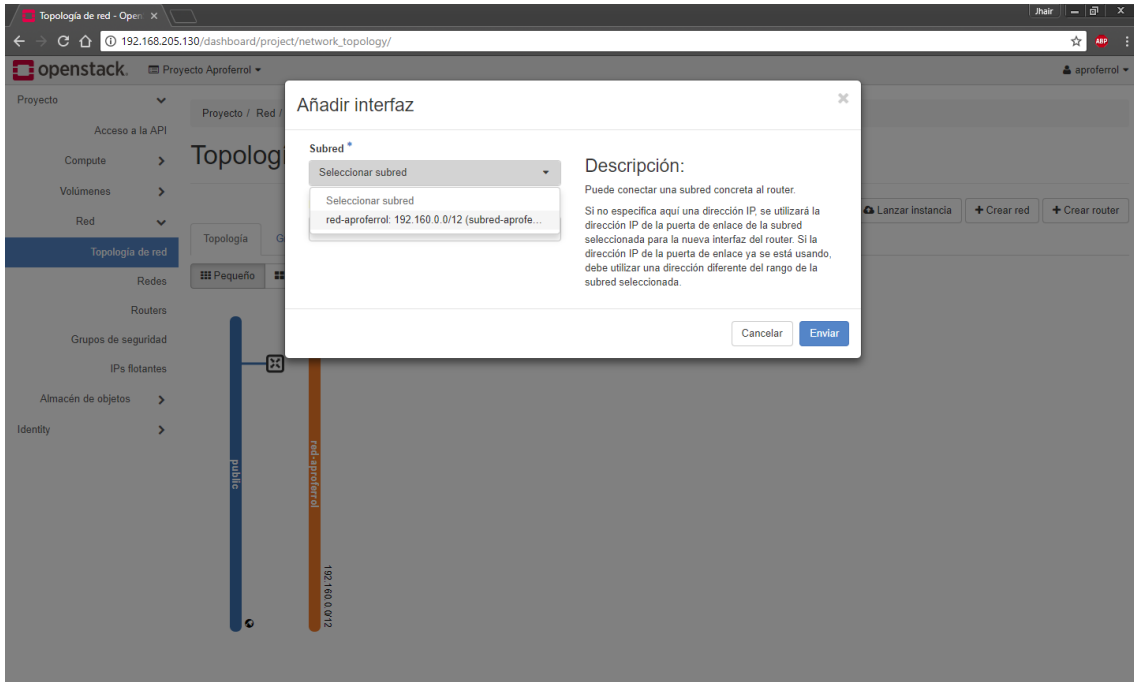 Topología de red - Open
Jhair
192.168.205.130/dashboard/project/network_topology/
ABP
openstack.
Proyecto Aproferrol
aproferrol
Proyecto
Acceso a la API
Compute
Volúmenes
Red
Topología de red
Redes
Routers
Grupos de seguridad
IPs flotantes
Almacén de objetos
Identity
Proyecto / Red /
Topologí
Lanzar instancia
+ Crear red
+ Crear router
Topología
G
Pequeño
Añadir interfaz
×
Subred *
Seleccionar subred
Seleccionar subred
red-aproferrol: 192.160.0.0/12 (subred-aprofe...
Descripción:
Puede conectar una subred concreta al router.
Si no especifica aquí una dirección IP, se utilizará la
dirección IP de la puerta de enlace de la subred
seleccionada para la nueva interfaz del router. Si la
dirección IP de la puerta de enlace ya se está usando,
debe utilizar una dirección diferente del rango de la
subred seleccionada.
Cancelar
Enviar
public
red-aproferrol
192.160.0.0/12